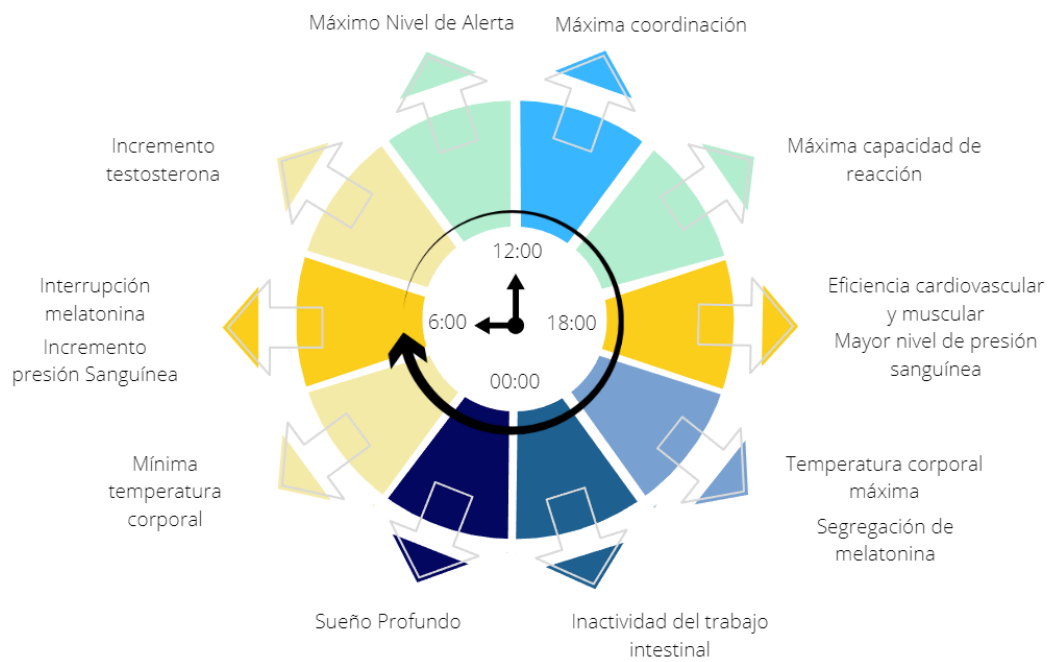 Máximo Nivel de Alerta
Máxima coordinación
Incremento
testosterona
Máxima capacidad de
reacción
12:00
Interrupción
melatonina
Incremento
presión Sanguínea
6:00
18:00
Eficiencia cardiovascular
y muscular
Mayor nivel de presión
sanguínea
00:00
Mínima
temperatura
corporal
Temperatura corporal
máxima
Segregación de
melatonina
Sueño Profundo
Inactividad del trabajo
intestinal